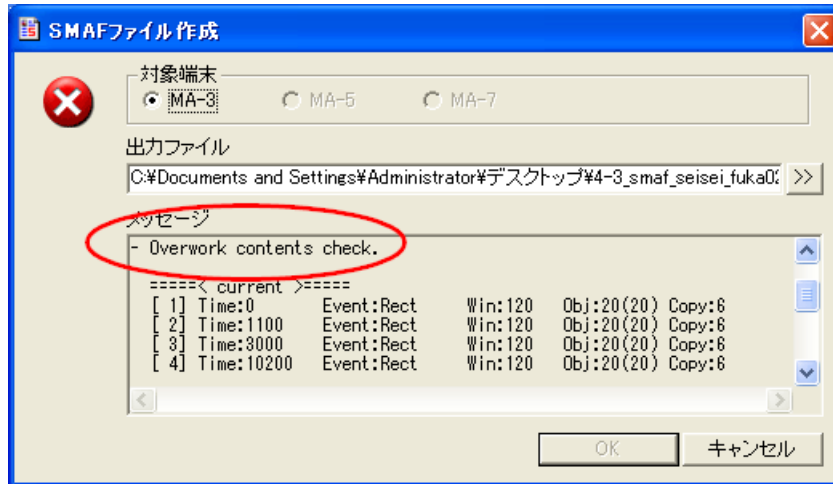 SMAFファイル作成
対象端末
MA-3 MA-5 MA-7
出力ファイル
C:¥Documents and Settings¥Administrator¥デスクトップ¥4-3_smaf_seisei_fuka02 >>
メッセージ
- Overwork contents check.
=====< current >=====
[ 1] Time:0 Event:Rect Win:120 Obj:20(20) Copy:6
[ 2] Time:1100 Event:Rect Win:120 Obj:20(20) Copy:6
[ 3] Time:3000 Event:Rect Win:120 Obj:20(20) Copy:6
[ 4] Time:10200 Event:Rect Win:120 Obj:20(20) Copy:6
OK キャンセル